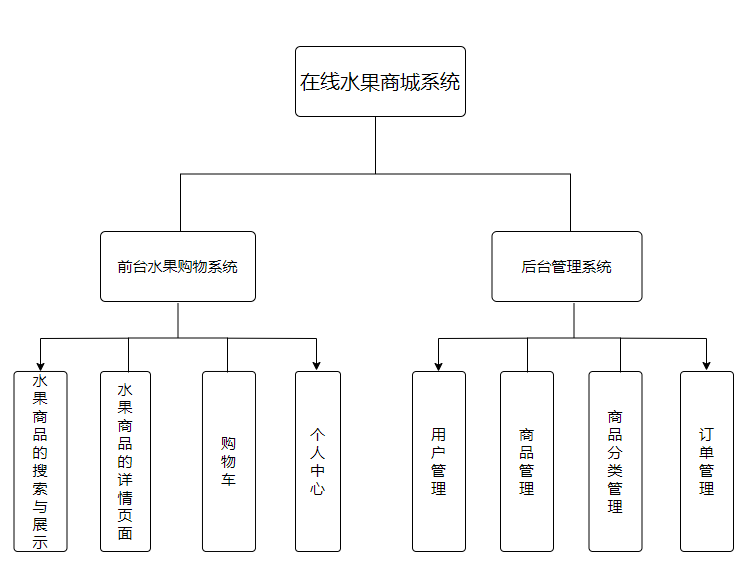 在线水果商城系统
前台水果购物系统
后台管理系统
水果商品的搜索与展示
水果商品的详情页面
购物车
个人中心
用户管理
商品管理
商品分类管理
订单管理